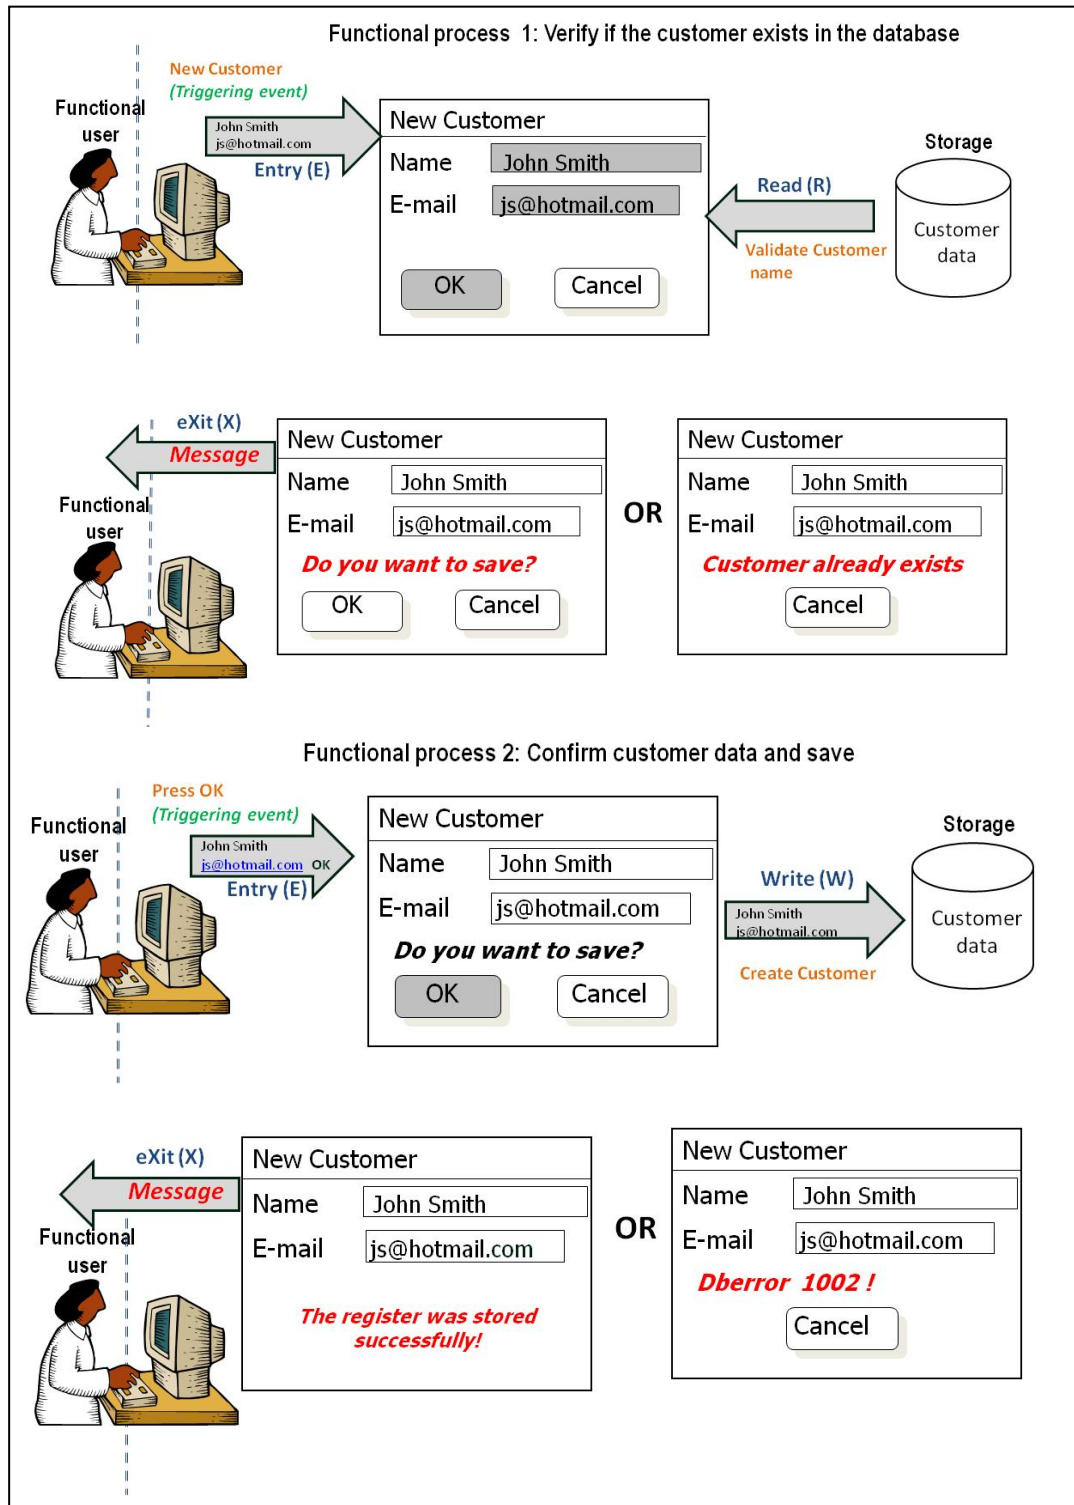 Functional process 1: Verify if the customer exists in the database
New Customer
(Triggering event)
Functional
user
John Smith
js@hotmail.com
Entry (E)
New Customer
Name
John Smith
E-mail
js@hotmail.com
OK
Cancel
Read (R)
Validate Customer
name
Storage
Customer
data
eXit (X)
Message
Functional
user
New Customer
Name
John Smith
E-mail
js@hotmail.com
Do you want to save?
OK
Cancel
OR
New Customer
Name
John Smith
E-mail
js@hotmail.com
Customer already exists
Cancel
Functional process 2: Confirm customer data and save
Press OK
(Triggering event)
Functional
user
John Smith
js@hotmail.com OK
Entry (E)
New Customer
Name
John Smith
E-mail
js@hotmail.com
Do you want to save?
OK
Cancel
Write (W)
John Smith
js@hotmail.com
Create Customer
Storage
Customer
data
eXit (X)
Message
Functional
user
New Customer
Name
John Smith
E-mail
js@hotmail.com
The register was stored
successfully!
OR
New Customer
Name
John Smith
E-mail
js@hotmail.com
Dberror 1002 !
Cancel